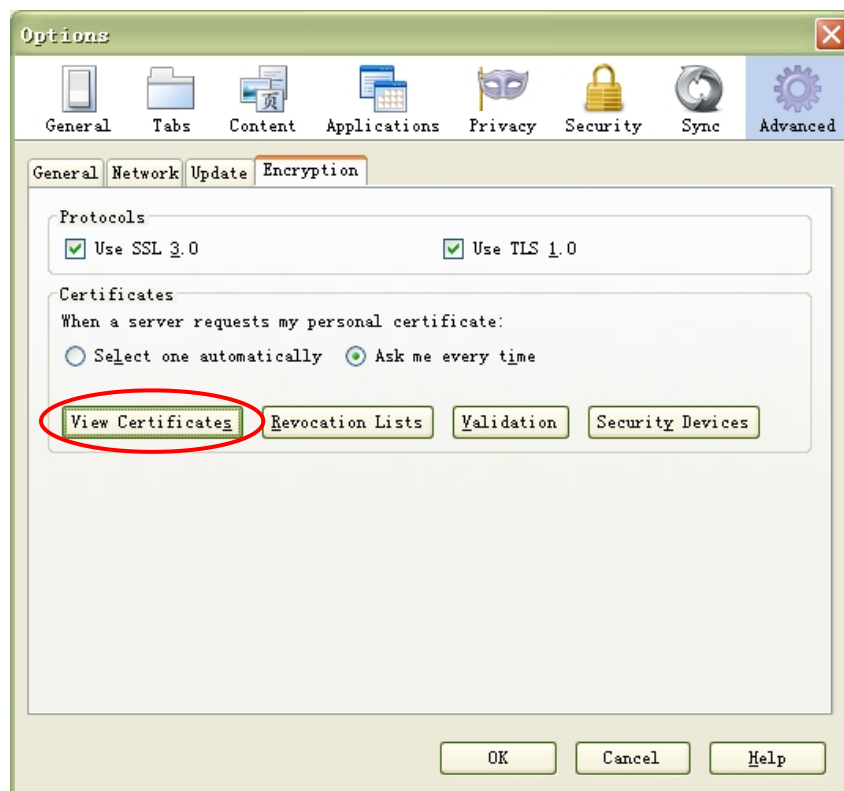 Options
页
General Tabs Content Applications Privacy Security Sync Advanced
General Network Update Encryption
Protocols
Use SSL 3.0 Use TLS 1.0
Certificates
When a server requests my personal certificate:
Select one automatically Ask me every time
View Certificates Revocation Lists Validation Security Devices
OK Cancel Help